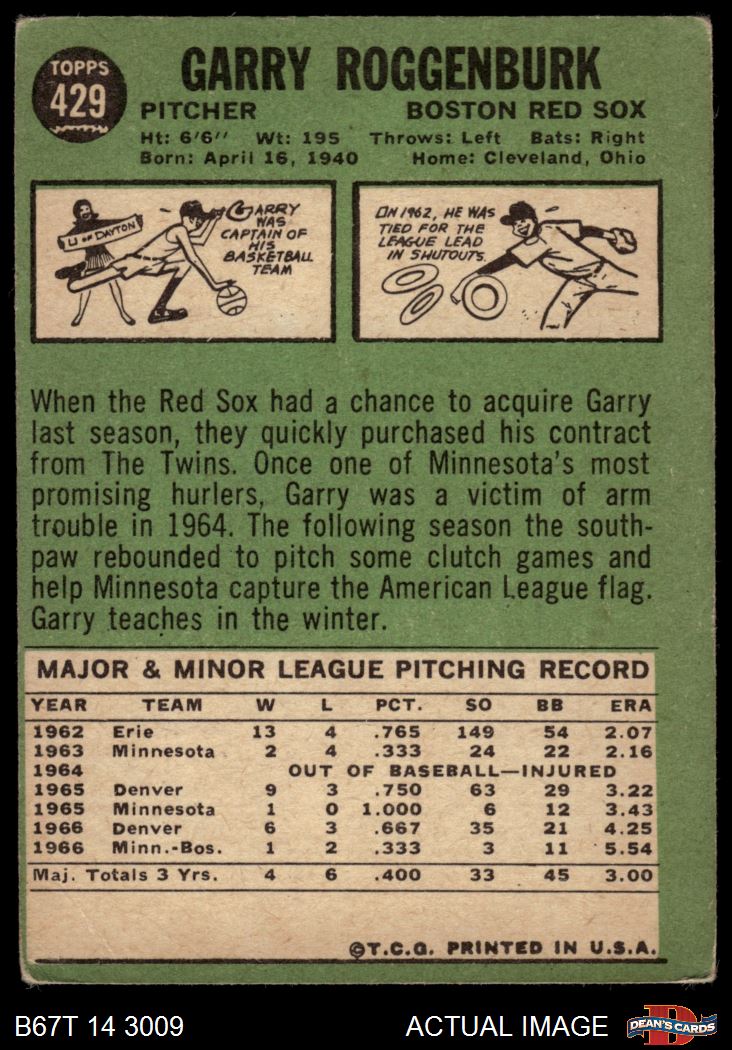 TOPPS
429
GARRY ROGGENBURK
PITCHER BOSTON RED SOX
Ht: 6'6" Wt: 195 Throws: Left Bats: Right
Born: April 16, 1940 Home: Cleveland, Ohio
U OF DAYTON
GARRY
WAS
CAPTAIN OF
HIS
BASKETBALL
TEAM
IN 1962, HE WAS
TIED FOR THE
LEAGUE LEAD
IN SHUTOUTS.
When the Red Sox had a chance to acquire Garry
last season, they quickly purchased his contract
from The Twins. Once one of Minnesota's most
promising hurlers, Garry was a victim of arm
trouble in 1964. The following season the south-
paw rebounded to pitch some clutch games and
help Minnesota capture the American League flag.
Garry teaches in the winter.
MAJOR & MINOR LEAGUE PITCHING RECORD
YEAR TEAM W L PCT. SO BB ERA
1962 Erie 13 4 .765 149 54 2.07
1963 Minnesota 2 4 .333 24 22 2.16
1964 OUT OF BASEBALL—INJURED
1965 Denver 9 3 .750 63 29 3.22
1965 Minnesota 1 0 1.000 6 12 3.43
1966 Denver 6 3 .667 35 21 4.25
1966 Minn.-Bos. 1 2 .333 3 11 5.54
Maj. Totals 3 Yrs. 4 6 .400 33 45 3.00
©T.C.G. PRINTED IN U.S.A.
B67T 14 3009 ACTUAL IMAGE D DEAN'S CARDS